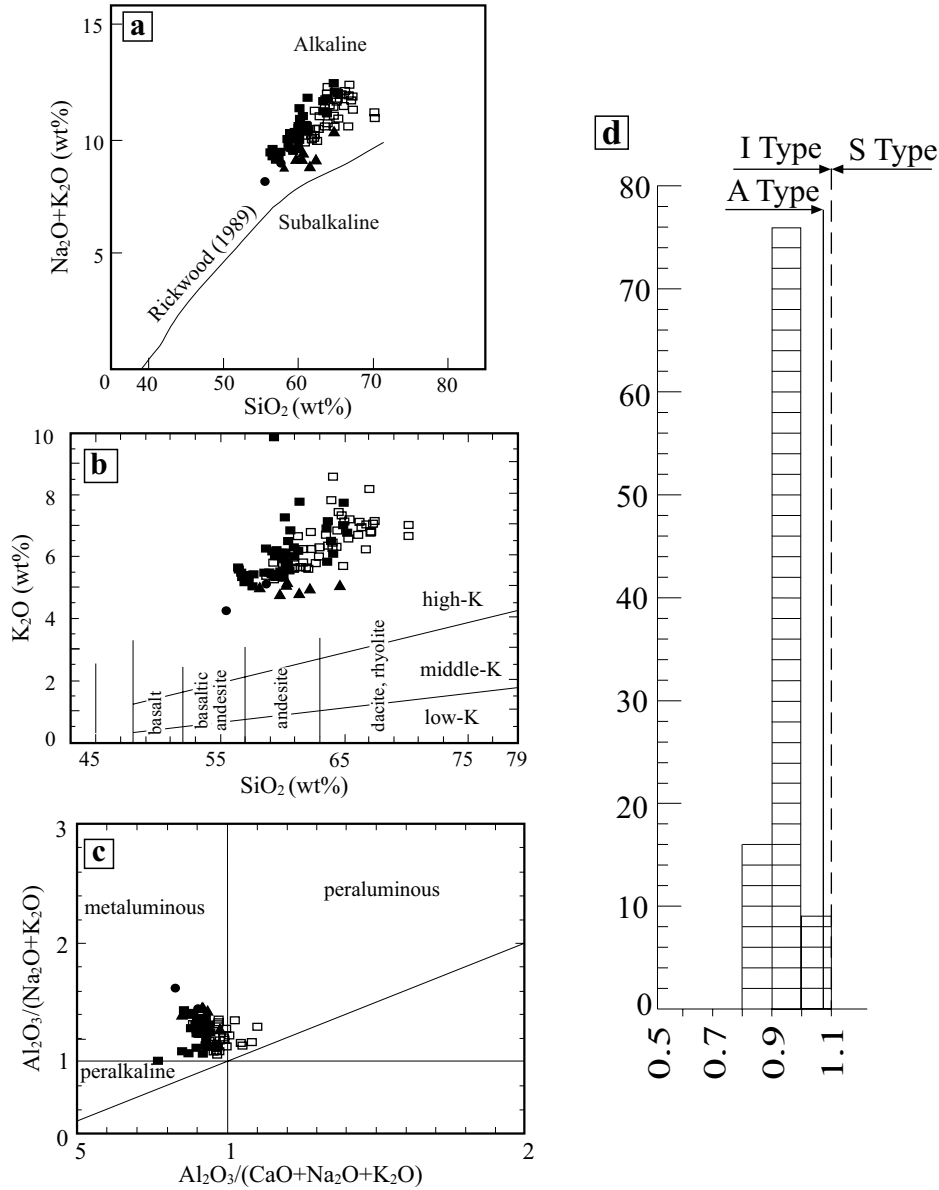 a
Alkaline
Subalkaline
Rickwood (1989)
Na₂O+K₂O (wt%)
15
10
5
0 40 50 60 70 80
SiO₂ (wt%)
b
K₂O (wt%)
10
8
6
4
2
0
high-K
middle-K
low-K
basalt
basaltic
andesite
andesite
dacite, rhyolite
45 55 65 75 79
SiO₂ (wt%)
c
metaluminous
peraluminous
peralkaline
Al₂O₃/(Na₂O+K₂O)
3
2
1
0
5 1 2
Al₂O₃/(CaO+Na₂O+K₂O)
d
I Type S Type
A Type
80
70
60
50
40
30
20
10
0
0.5 0.7 0.9 1.1